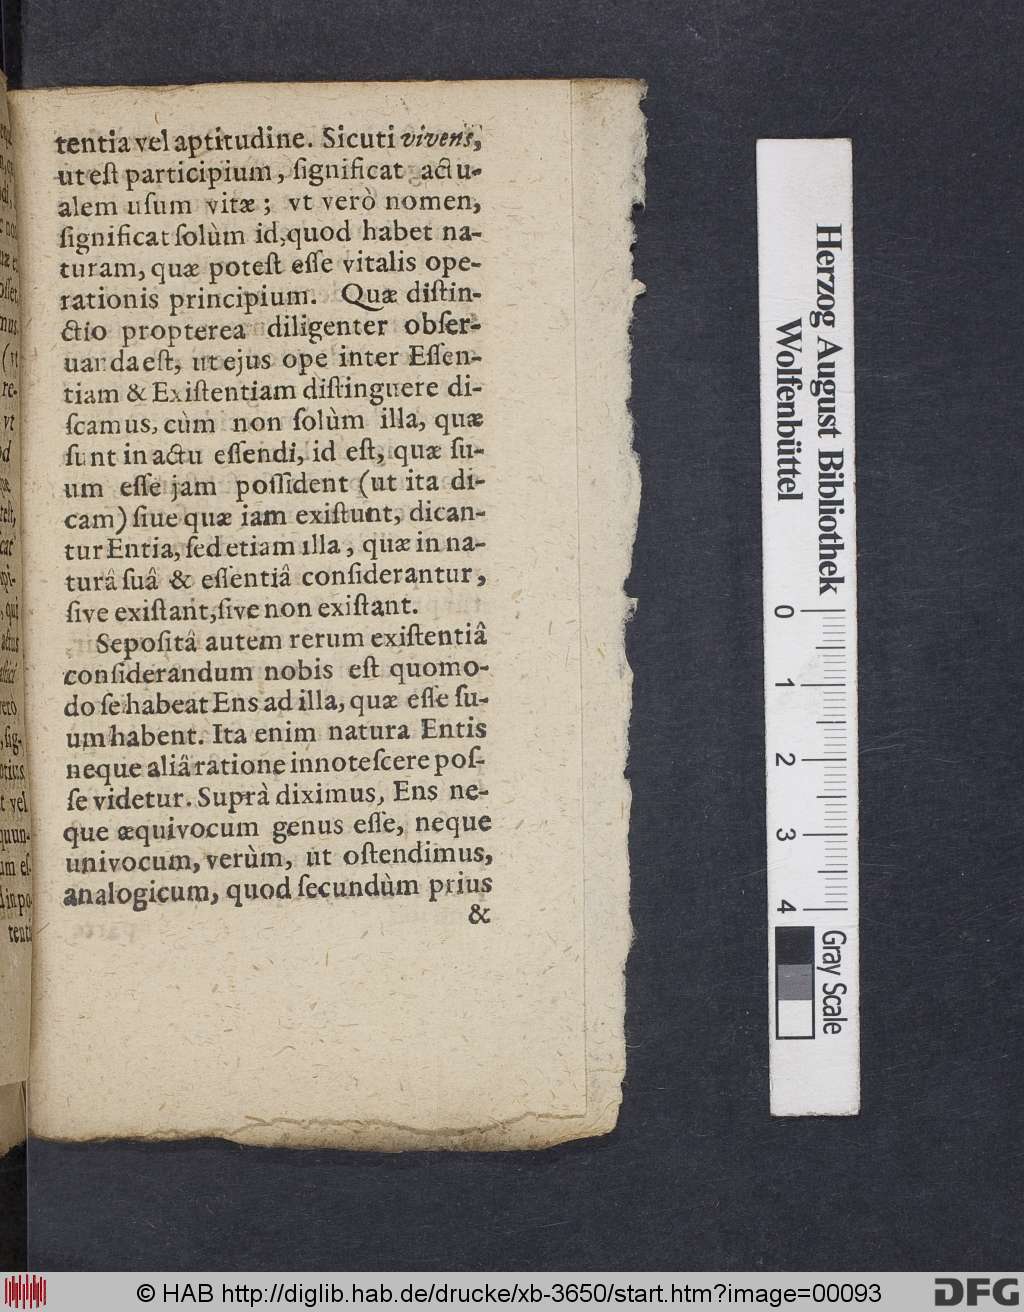 tentia vel aptitudine. Sicuti vivens,
ut eſt participium, ſignificat actu-
alem uſum vitæ; vt verò nomen,
ſignificat ſolùm id, quod habet na-
turam, quæ poteſt eſſe vitalis ope-
rationis principium. Quæ diſtin-
ctio propterea diligenter obſer-
uanda eſt, ut ejus ope inter Eſſen-
tiam & Exiſtentiam diſtinguere di-
ſcamus, cùm non ſolùm illa, quæ
ſunt in actu eſſendi, id eſt, quæ ſu-
um eſſe jam poſſident (ut ita di-
cam) ſiue quæ iam exiſtunt, dican-
tur Entia, ſed etiam illa, quæ in na-
turâ ſuâ & eſſentiâ conſiderantur,
ſive exiſtant, ſive non exiſtant.
Sepoſitâ autem rerum exiſtentiâ
conſiderandum nobis eſt quomo-
do ſe habeat Ens ad illa, quæ eſſe ſu-
um habent. Ita enim natura Entis
neque aliâ ratione innoteſcere poſ-
ſe videtur. Suprà diximus, Ens ne-
que æquivocum genus eſſe, neque
univocum, verùm, ut oſtendimus,
analogicum, quod ſecundùm prius
&
Herzog August Bibliothek
Wolfenbüttel
0 1 2 3 4
Gray Scale
© HAB http://diglib.hab.de/drucke/xb-3650/start.htm?image=00093
DFG